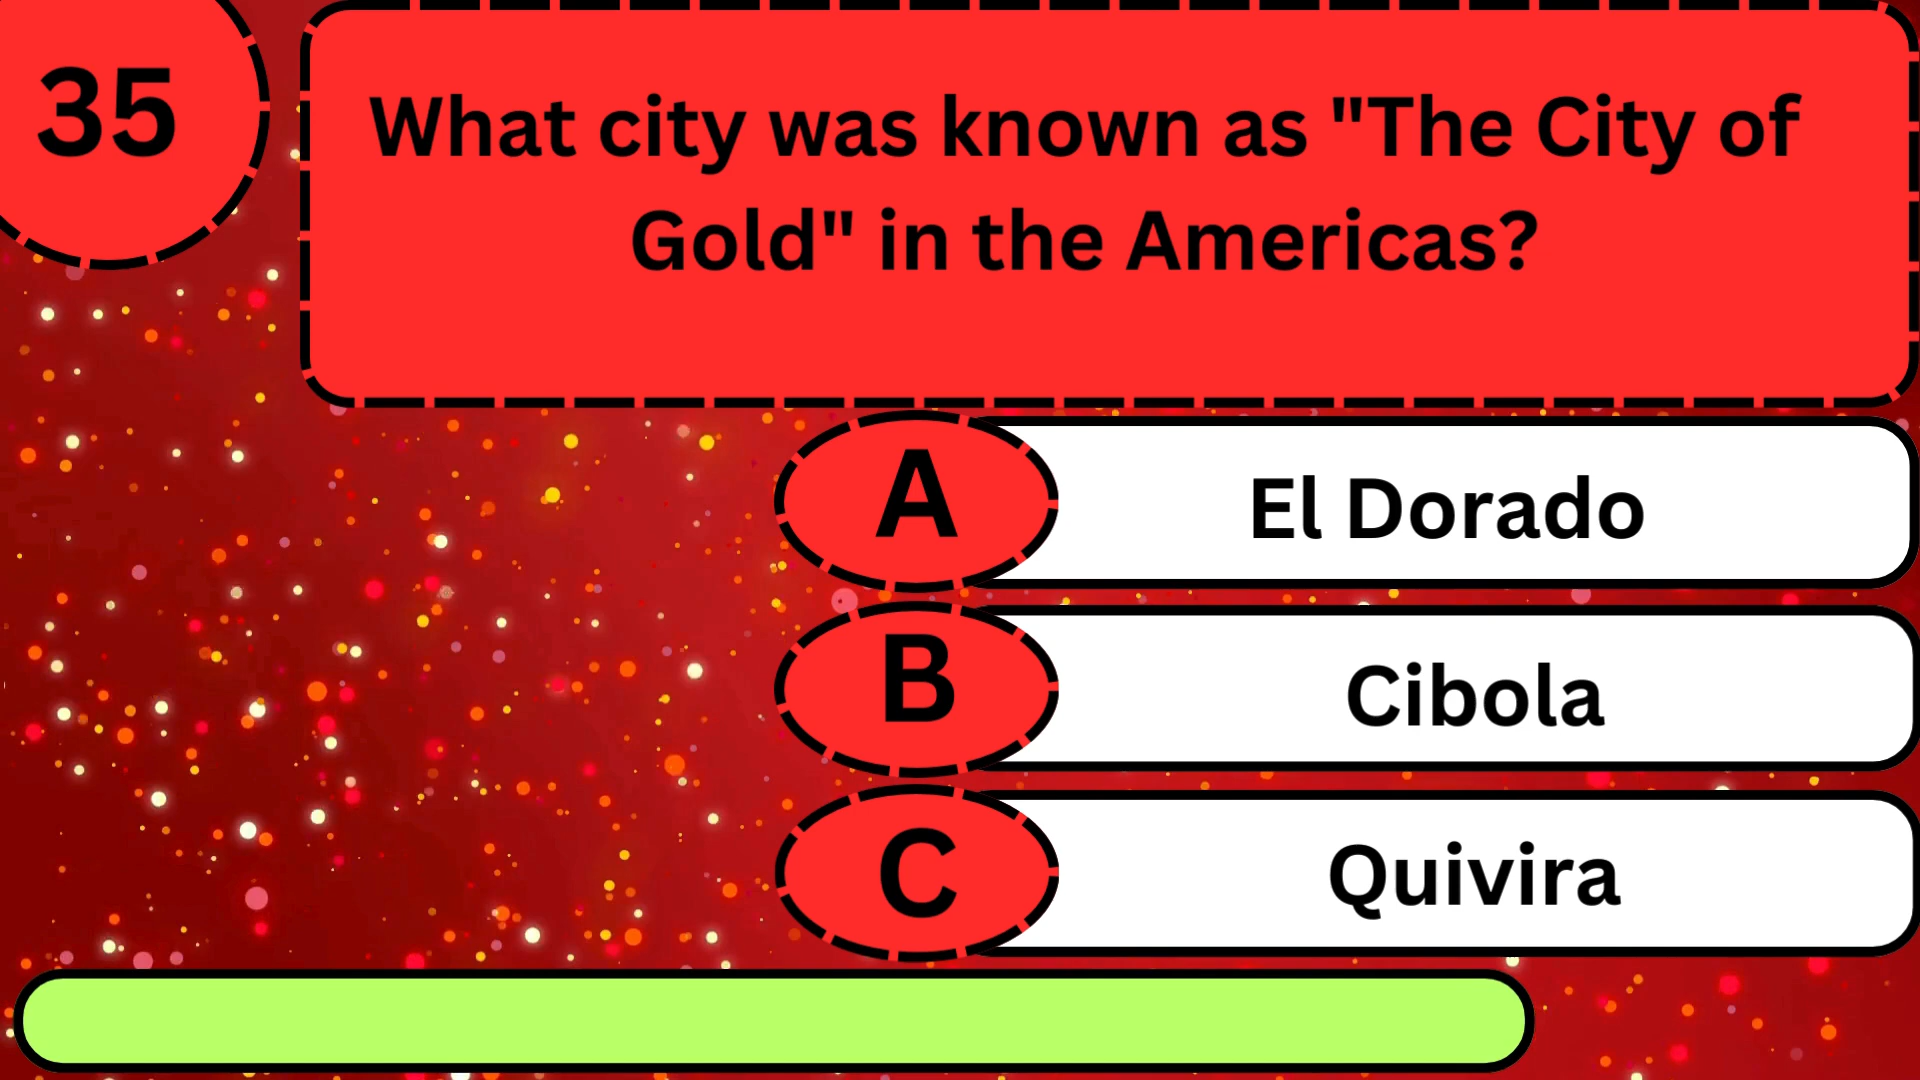 35
What city was known as "The City of
Gold" in the Americas?
A
El Dorado
B
Cibola
C
Quivira